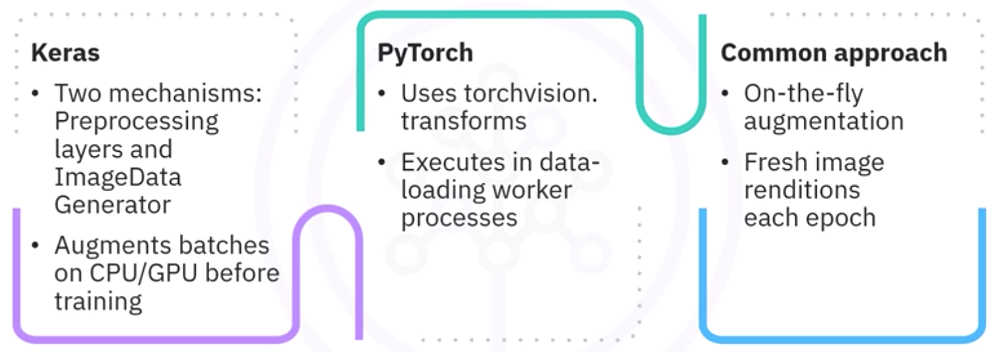 Keras
• Two mechanisms:
Preprocessing
layers and
ImageData
Generator
• Augments batches
on CPU/GPU before
training
PyTorch
• Uses torchvision.
transforms
• Executes in data-
loading worker
processes
Common approach
• On-the-fly
augmentation
• Fresh image
renditions
each epoch